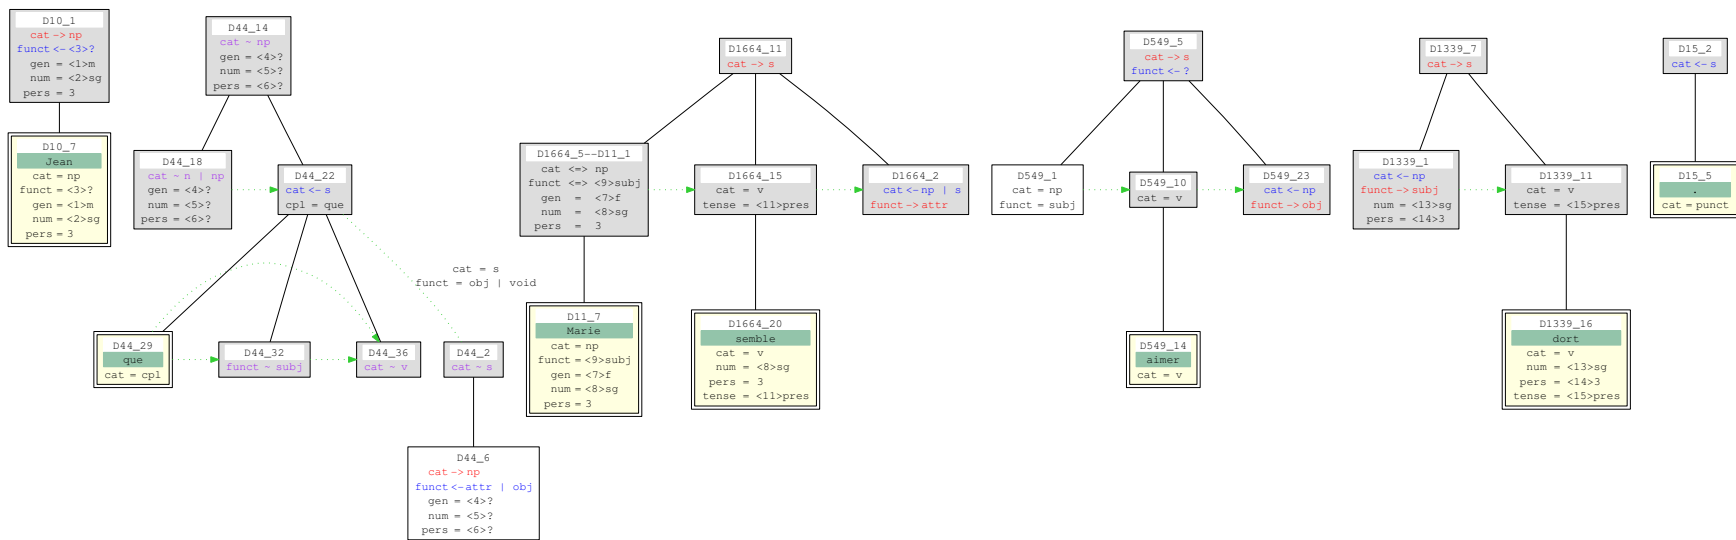 D10_1
cat -> np
funct <- <3>?
gen = <1>m
num = <2>sg
pers = 3
D10_7
Jean
cat = np
funct = <3>?
gen = <1>m
num = <2>sg
pers = 3
D44_14
cat ~ np
gen = <4>?
num = <5>?
pers = <6>?
D44_18
cat ~ n | np
gen = <4>?
num = <5>?
pers = <6>?
D44_22
cat <- s
cpl = que
cat = s
funct = obj | void
D44_29
que
cat = cpl
D44_32
funct ~ subj
D44_36
cat ~ v
D44_2
cat ~ s
D44_6
cat -> np
funct <- attr | obj
gen = <4>?
num = <5>?
pers = <6>?
D1664_11
cat -> s
D1664_5--D11_1
cat <=> np
funct <=> <9>subj
gen = <7>f
num = <8>sg
pers = 3
D1664_15
cat = v
tense = <11>pres
D1664_2
cat <- np | s
funct -> attr
D11_7
Marie
cat = np
funct = <9>subj
gen = <7>f
num = <8>sg
pers = 3
D1664_20
semble
cat = v
num = <8>sg
pers = 3
tense = <11>pres
D549_5
cat -> s
funct <- ?
D549_1
cat = np
funct = subj
D549_10
cat = v
D549_23
cat <- np
funct -> obj
D549_14
aimer
cat = v
D1339_7
cat -> s
D1339_1
cat <- np
funct -> subj
num = <13>sg
pers = <14>3
D1339_11
cat = v
tense = <15>pres
D1339_16
dort
cat = v
num = <13>sg
pers = <14>3
tense = <15>pres
D15_2
cat <- s
D15_5
.
cat = punct